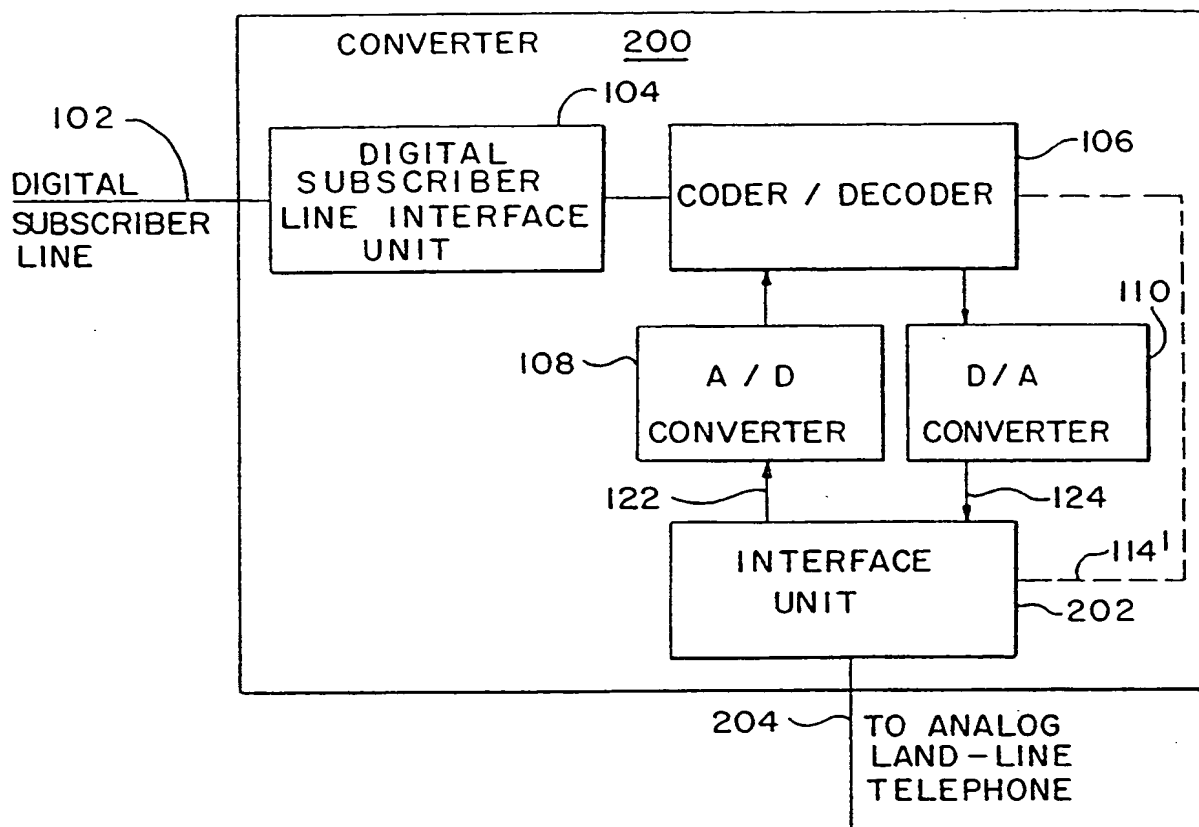 CONVERTER 200
104
102
DIGITAL
SUBSCRIBER
LINE
DIGITAL
SUBSCRIBER
LINE INTERFACE
UNIT
CODER / DECODER
106
110
108
A / D
CONVERTER
D/A
CONVERTER
122
124
INTERFACE
UNIT
114'
202
204
TO ANALOG
LAND-LINE
TELEPHONE